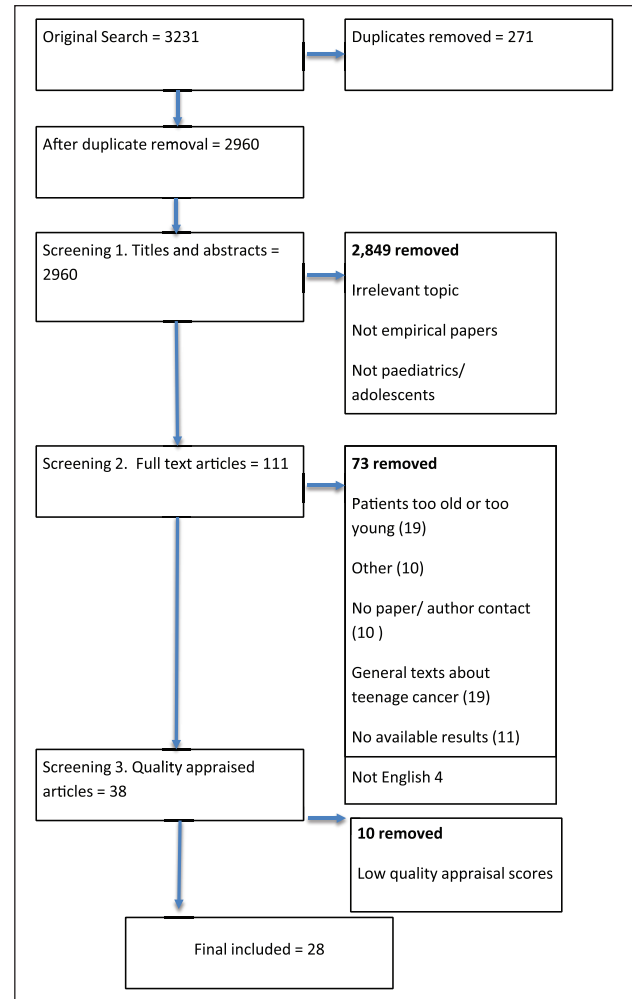 Original Search = 3231
Duplicates removed = 271
After duplicate removal = 2960
Screening 1. Titles and abstracts =
2960
2,849 removed
Irrelevant topic
Not empirical papers
Not paediatrics/
adolescents
Screening 2.  Full text articles = 111
73 removed
Patients too old or too
young (19)
Other (10)
No paper/ author contact
(10 )
General texts about
teenage cancer (19)
No available results (11)
Not English 4
Screening 3. Quality appraised
articles = 38
10 removed
Low quality appraisal scores
Final included = 28